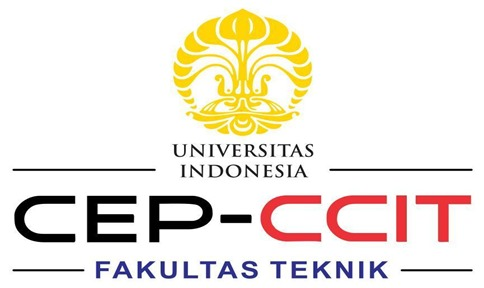 UNIVERSITAS
INDONESIA
CEP-CCIT
FAKULTAS TEKNIK